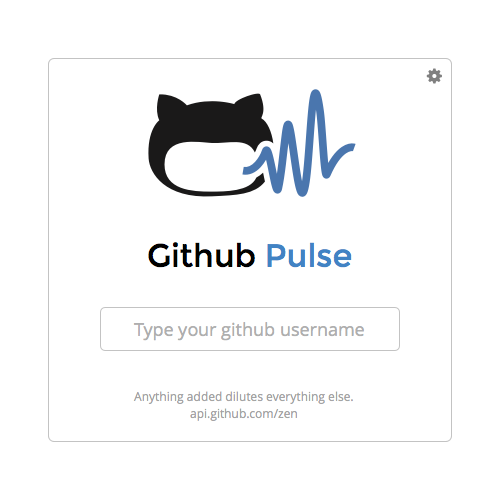 Github Pulse
Type your github username
Anything added dilutes everything else.
api.github.com/zen